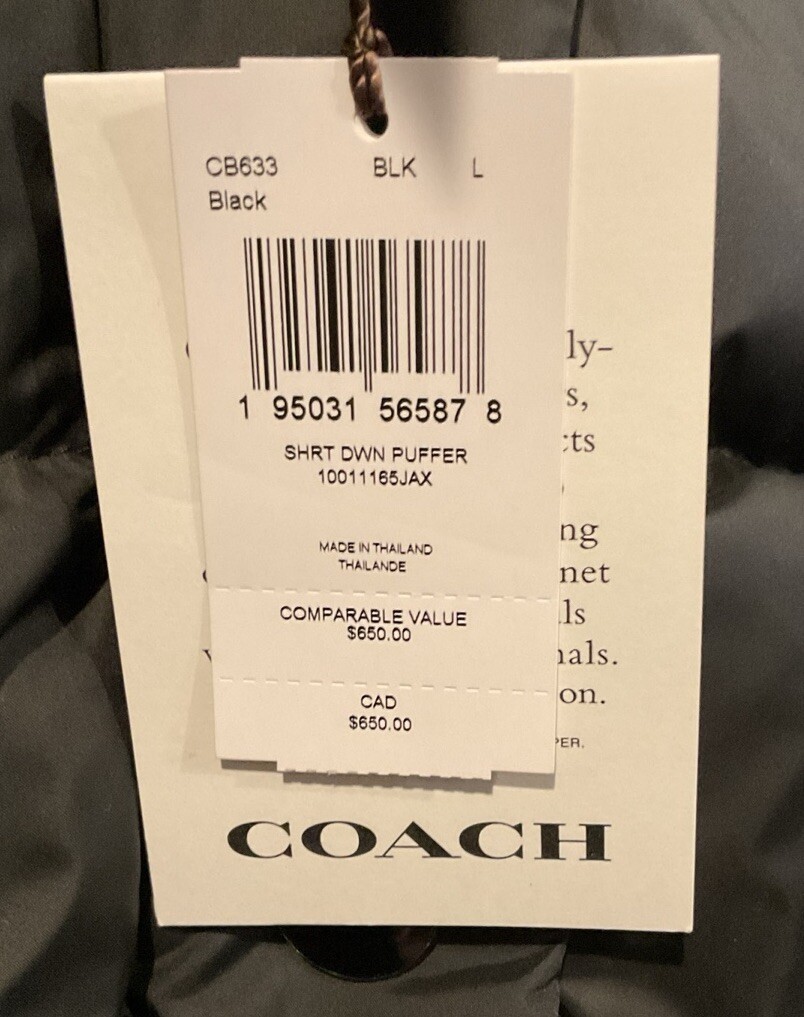 CB633 BLK L
Black
1 95031 56587 8
SHRT DWN PUFFER
10011165JAX
MADE IN THAILAND
THAILANDE
COMPARABLE VALUE
$650.00
CAD
$650.00
COACH